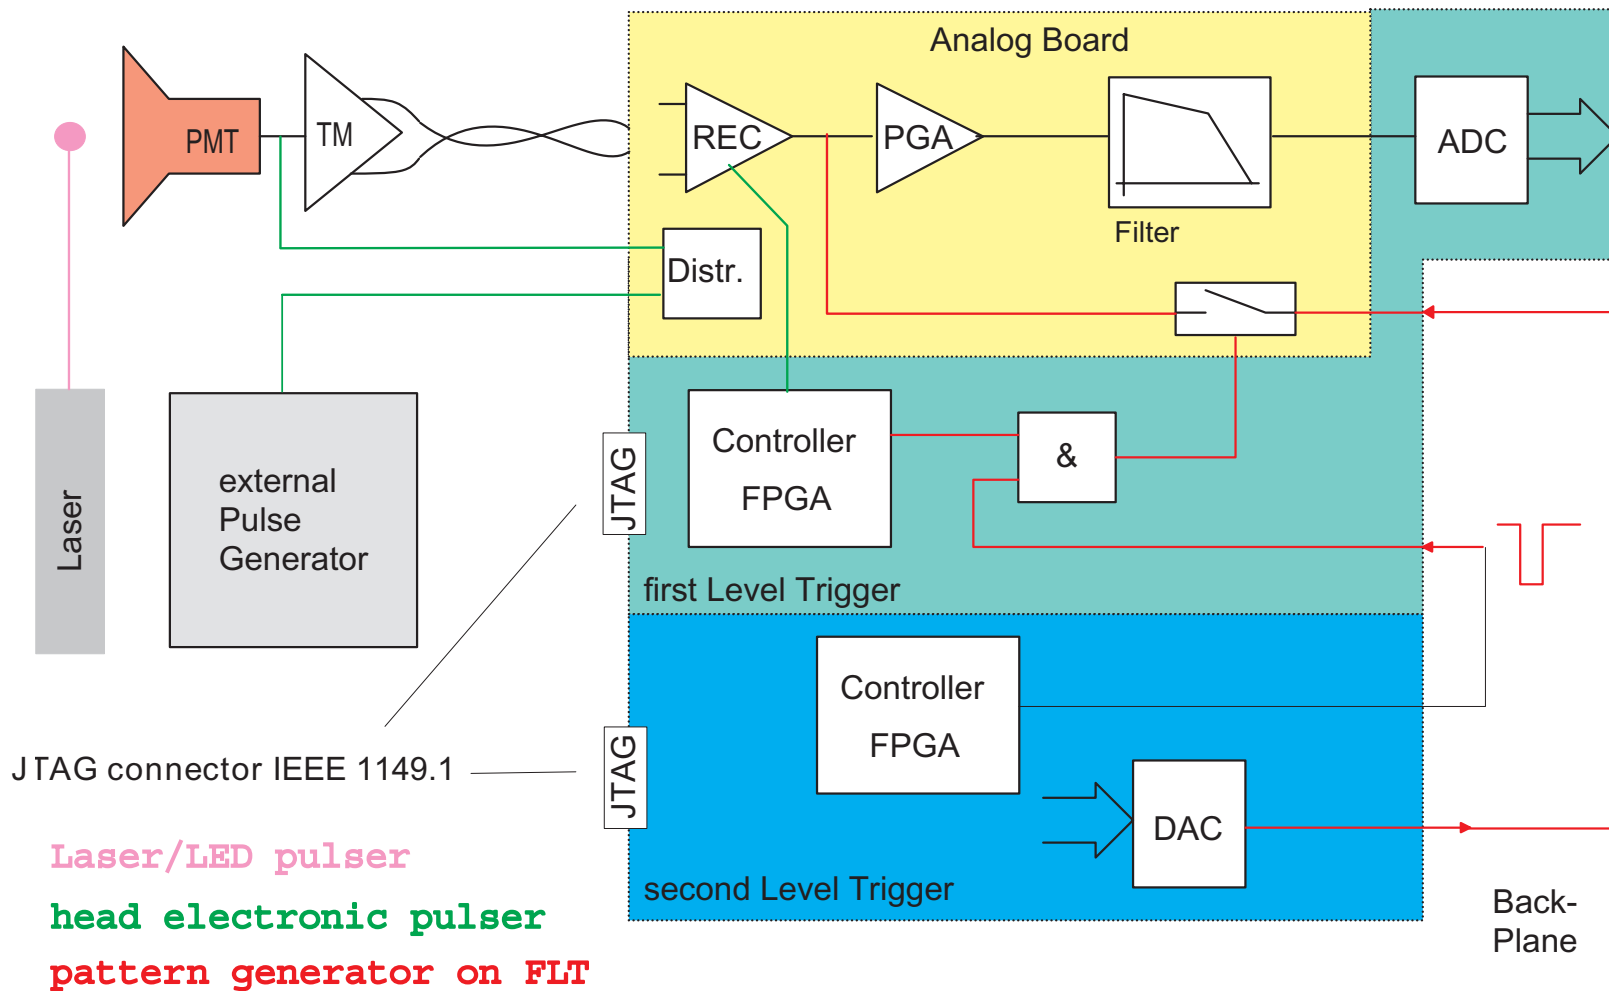 Analog Board
PMT
TM
REC
PGA
ADC
Filter
Distr.
Laser
external
Pulse
Generator
JTAG
Controller
FPGA
&
first Level Trigger
Controller
FPGA
JTAG connector IEEE 1149.1
JTAG
DAC
second Level Trigger
Laser/LED pulser
head electronic pulser
pattern generator on FLT
Back-
Plane